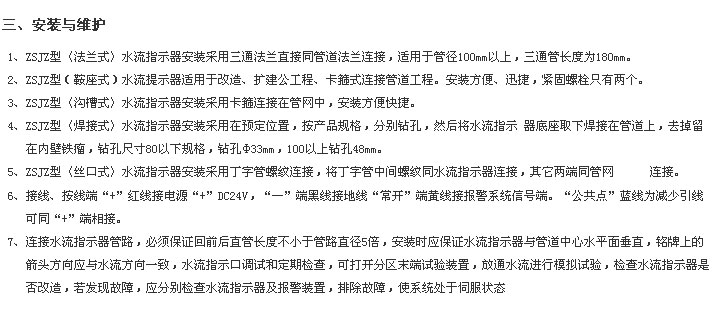 三、安装与维护
1、ZSJZ型〈法兰式〉水流指示器安装采用三通法兰直接同管道法兰连接，适用于管径100mm以上，三通管长度为180mm。
2、ZSJZ型（鞍座式）水流提示器适用于改造、扩建公工程、卡箍式连接管道工程。安装方便、迅捷，紧固螺栓只有两个。
3、ZSJZ型〈沟槽式〉水流指示器安装采用卡箍连接在管网中，安装方便快捷。
4、ZSJZ型〈焊接式〉水流指示器安装采用在预定位置，按产品规格，分别钻孔，然后将水流指示 器底座取下焊接在管道上，去掉留
在内壁铁瘤，钻孔尺寸80以下规格，钻孔Φ33mm，100以上钻孔48mm。
5、ZSJZ型〈丝口式〉水流指示器安装采用丁字管螺纹连接，将丁字管中间螺纹同水流指示器连接，其它两端同管网 连接。
6、接线、按线端“+”红线接电源“+”DC24V，“一”端黑线接地线“常开”端黄线接报警系统信号端。“公共点”蓝线为减少引线
可同“+”端相接。
7、连接水流指示器管路，必须保证回前后直管长度不小于管路直径5倍，安装时应保证水流指示器与管道中心水平面垂直，铭牌上的
箭头方向应与水流方向一致，水流指示口调试和定期检查，可打开分区末端试验装置，放通水流进行模拟试验，检查水流指示器是
否改造，若发现故障，应分别检查水流指示器及报警装置，排除故障，使系统处于伺服状态